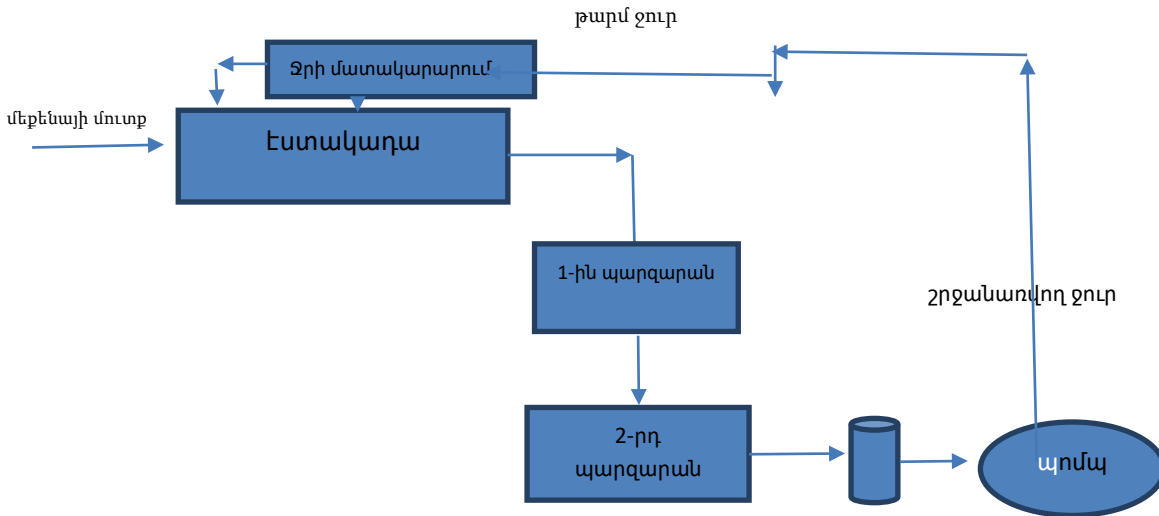 թարմ ջուր
Ջրի մատակարարում
մեքենայի մուտք
էստակադա
1-ին պարզարան
շրջանառվող ջուր
2-րդ
պարզարան
պոմպ